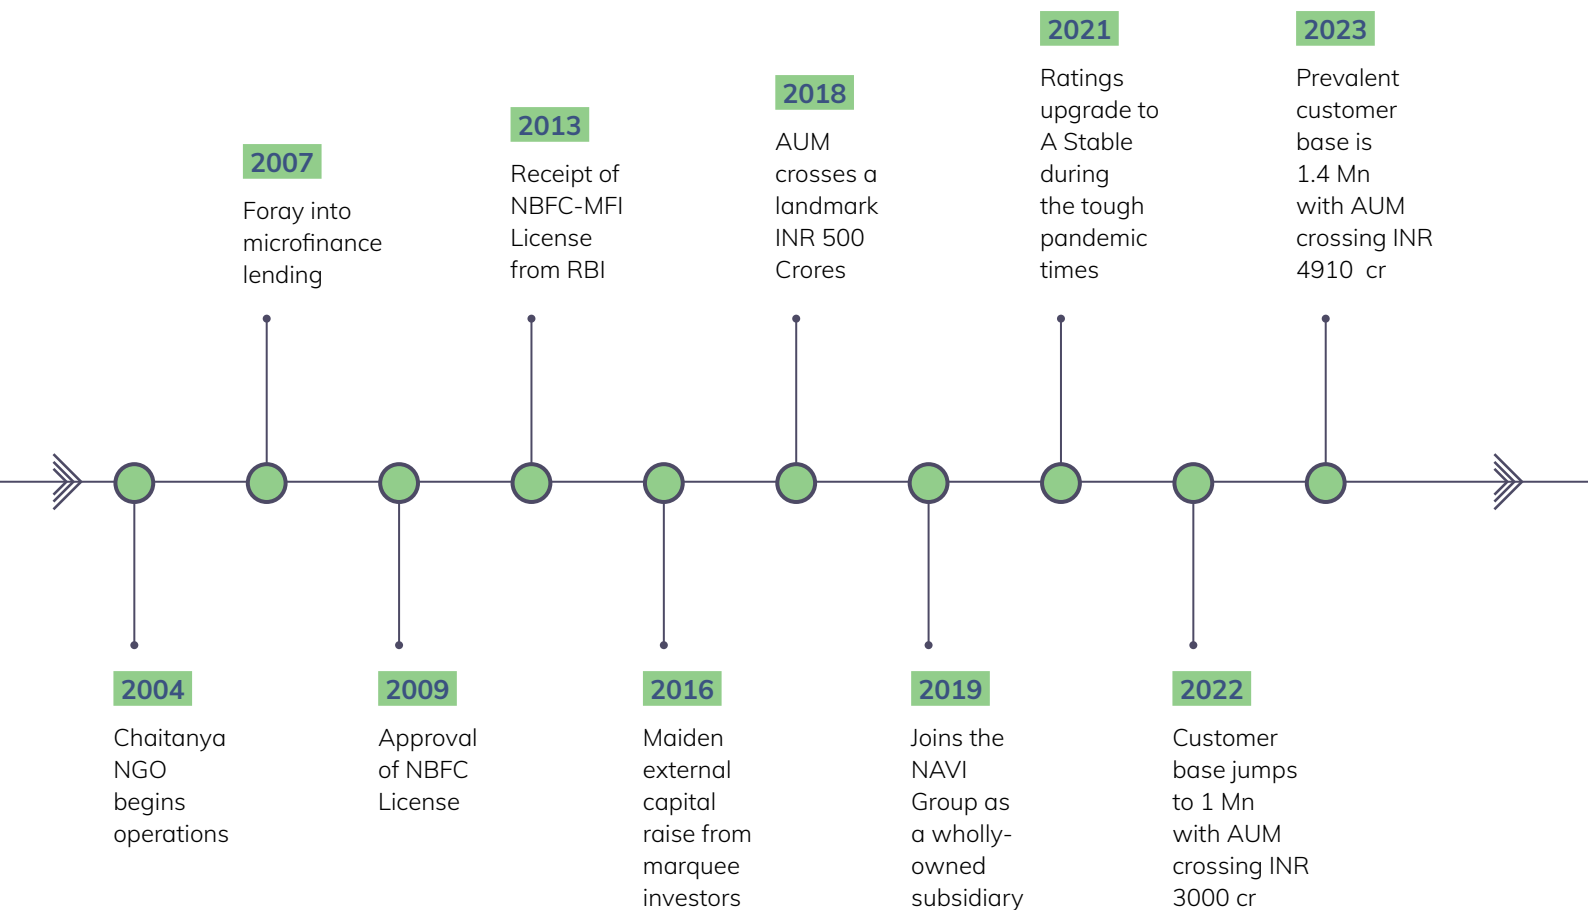 2004
Chaitanya
NGO
begins
operations
2007
Foray into
microfinance
lending
2009
Approval
of NBFC
License
2013
Receipt of
NBFC-MFI
License
from RBI
2016
Maiden
external
capital
raise from
marquee
investors
2018
AUM
crosses a
landmark
INR 500
Crores
2019
Joins the
NAVI
Group as
a wholly-
owned
subsidiary
2021
Ratings
upgrade to
A Stable
during
the tough
pandemic
times
2022
Customer
base jumps
to 1 Mn
with AUM
crossing INR
3000 cr
2023
Prevalent
customer
base is
1.4 Mn
with AUM
crossing INR
4910  cr